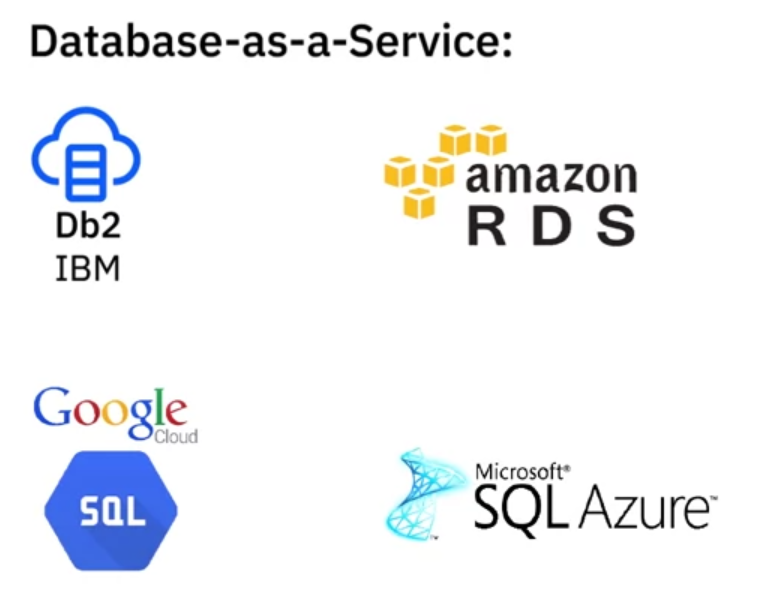 Database-as-a-Service:
Db2
IBM
amazon
RDS
Google
Cloud
SQL
Microsoft®
SQL Azure™